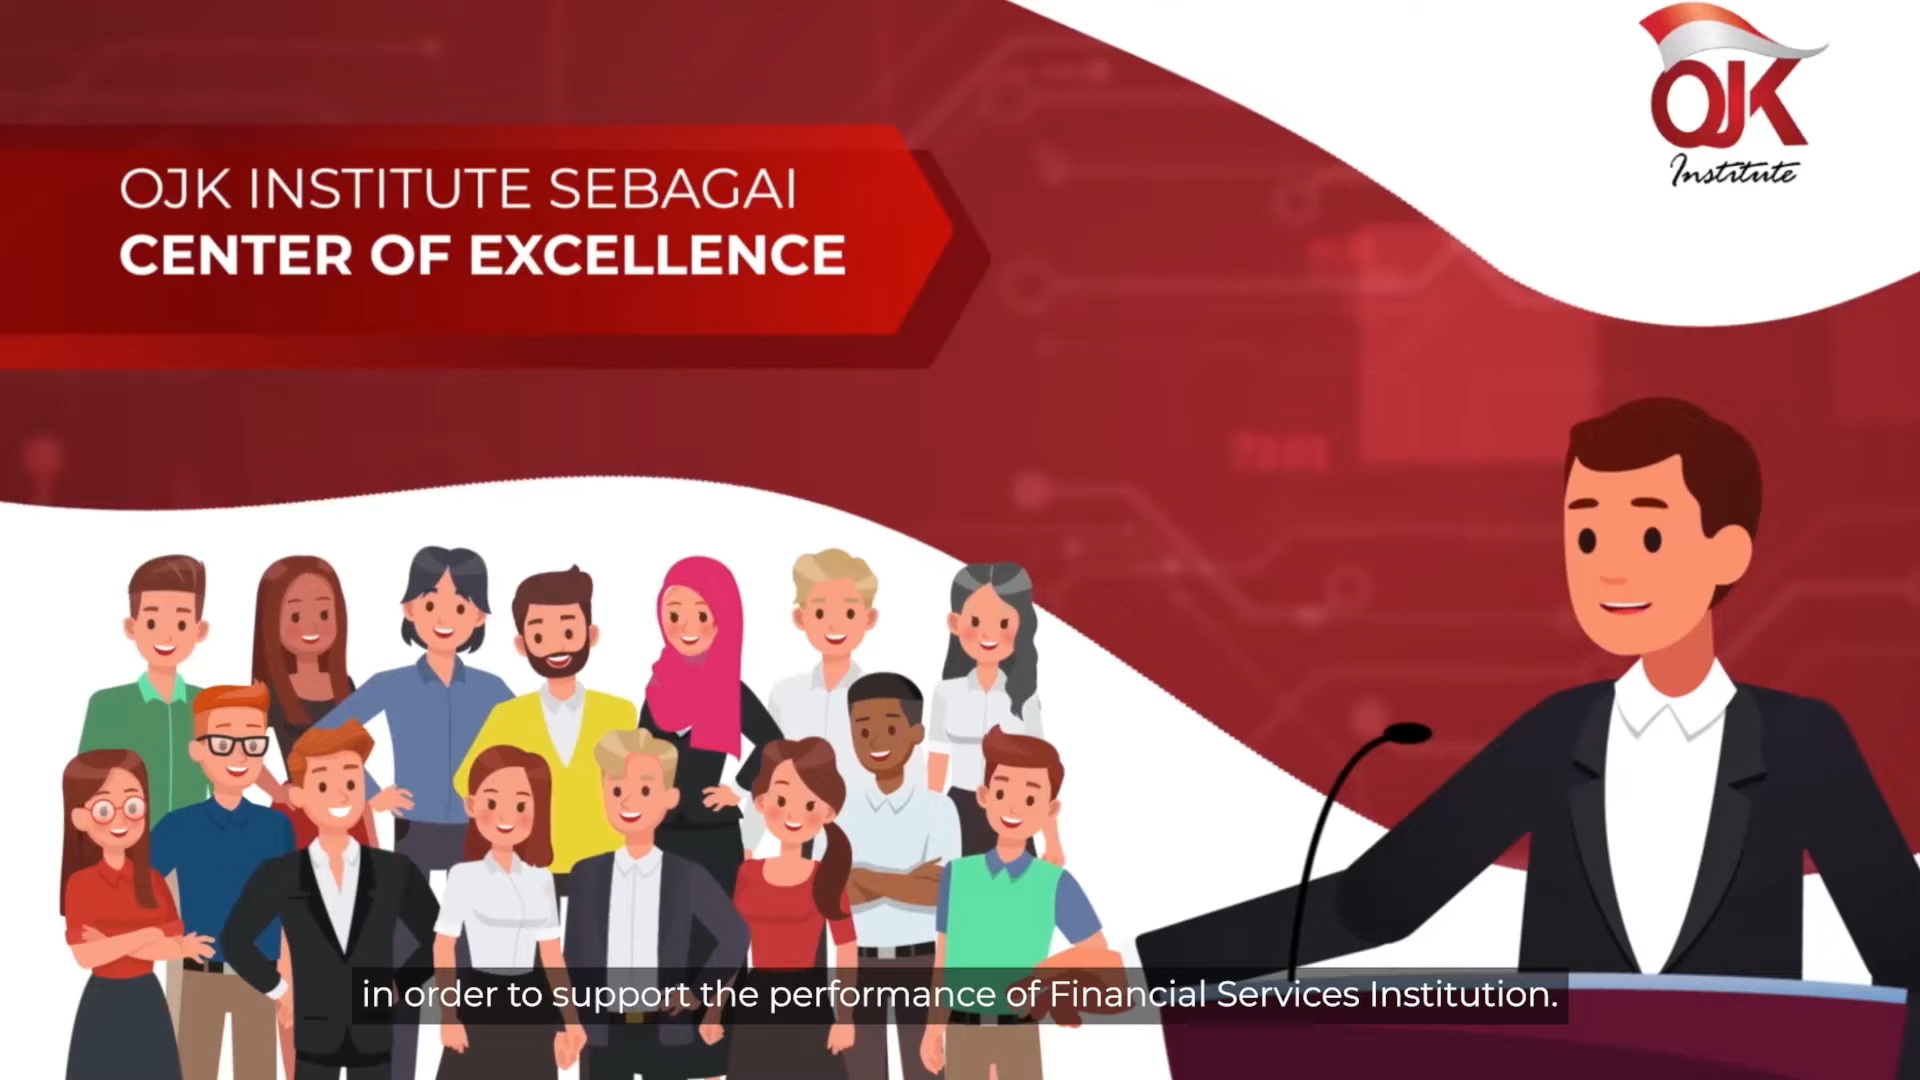 OJK
Institute
OJK INSTITUTE SEBAGAI
CENTER OF EXCELLENCE
in order to support the performance of Financial Services Institution.